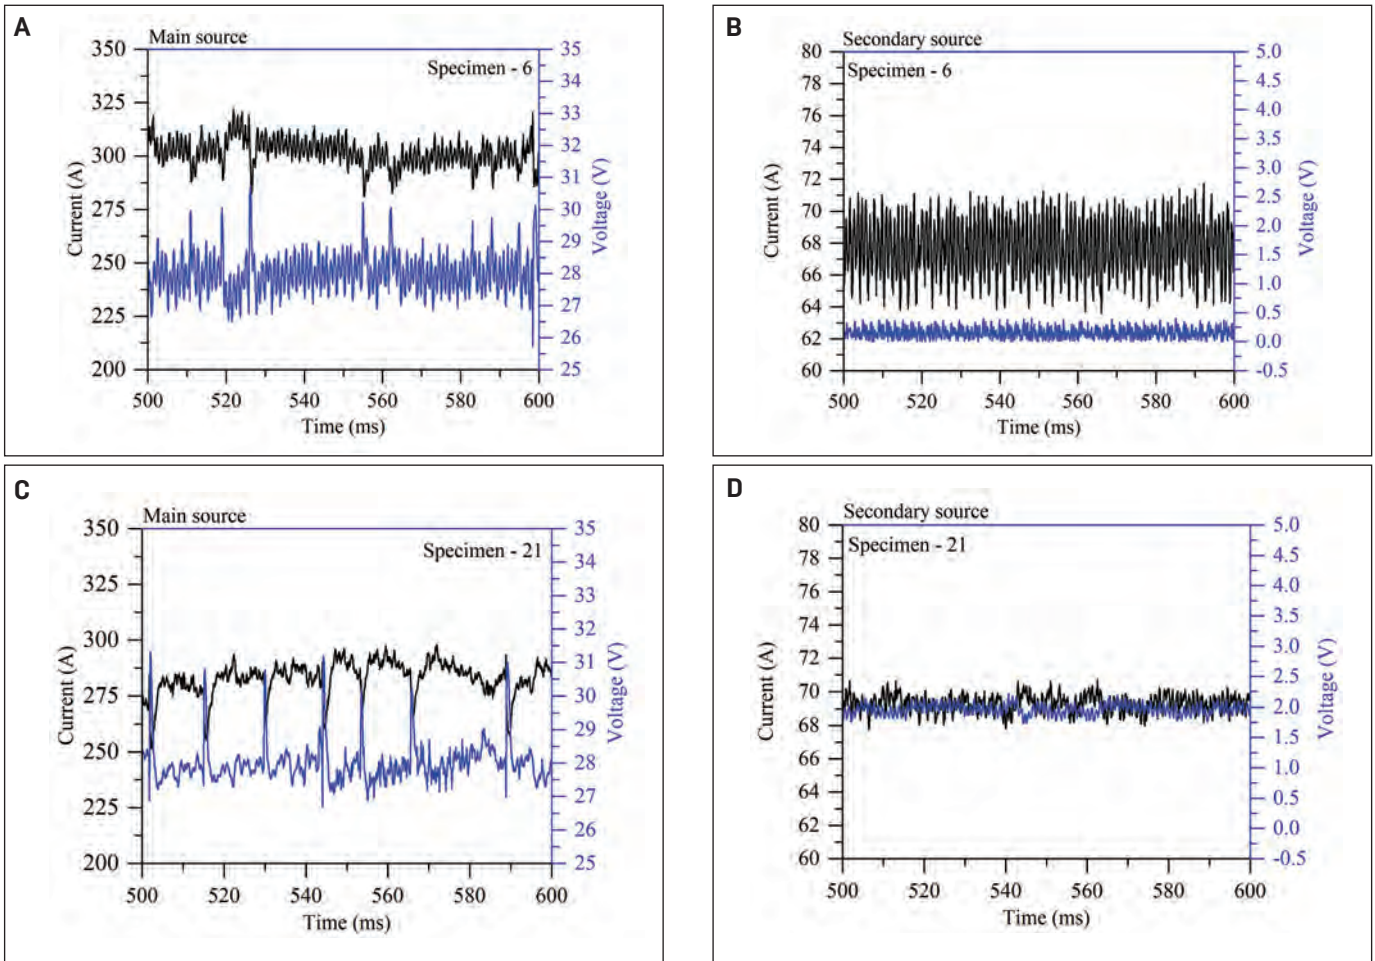 A
Main source
Specimen - 6
350
325
300
275
250
225
200
Current (A)
35
34
33
32
31
30
29
28
27
26
25
Voltage (V)
500 520 540 560 580 600
Time (ms)
B
Secondary source
Specimen - 6
80
78
76
74
72
70
68
66
64
62
60
Current (A)
5.0
4.5
4.0
3.5
3.0
2.5
2.0
1.5
1.0
0.5
0.0
-0.5
Voltage (V)
500 520 540 560 580 600
Time (ms)
C
Main source
Specimen - 21
350
325
300
275
250
225
200
Current (A)
35
34
33
32
31
30
29
28
27
26
25
Voltage (V)
500 520 540 560 580 600
Time (ms)
D
Secondary source
Specimen - 21
80
78
76
74
72
70
68
66
64
62
60
Current (A)
5.0
4.5
4.0
3.5
3.0
2.5
2.0
1.5
1.0
0.5
0.0
-0.5
Voltage (V)
500 520 540 560 580 600
Time (ms)